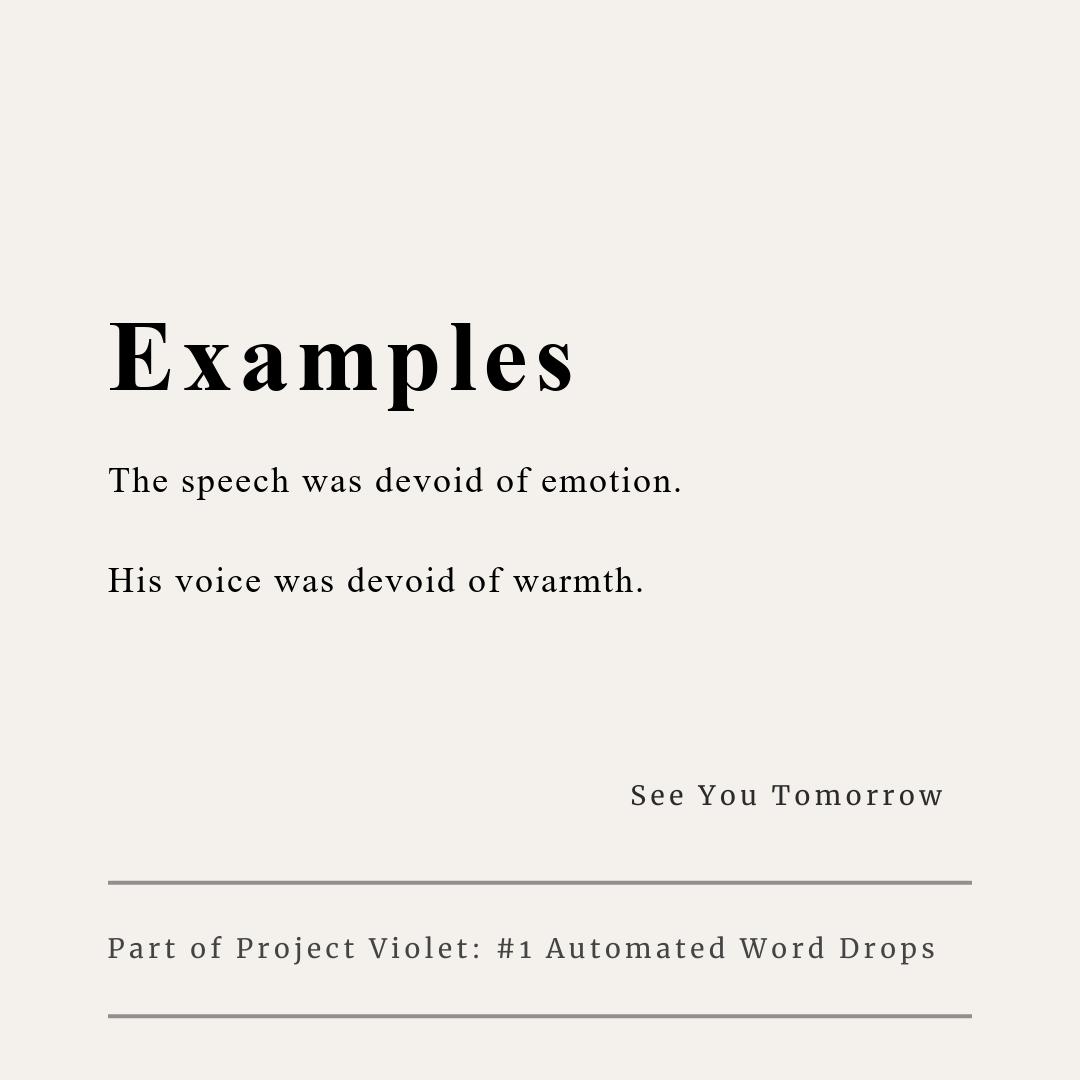 Examples
The speech was devoid of emotion.
His voice was devoid of warmth.
See You Tomorrow
Part of Project Violet: #1 Automated Word Drops